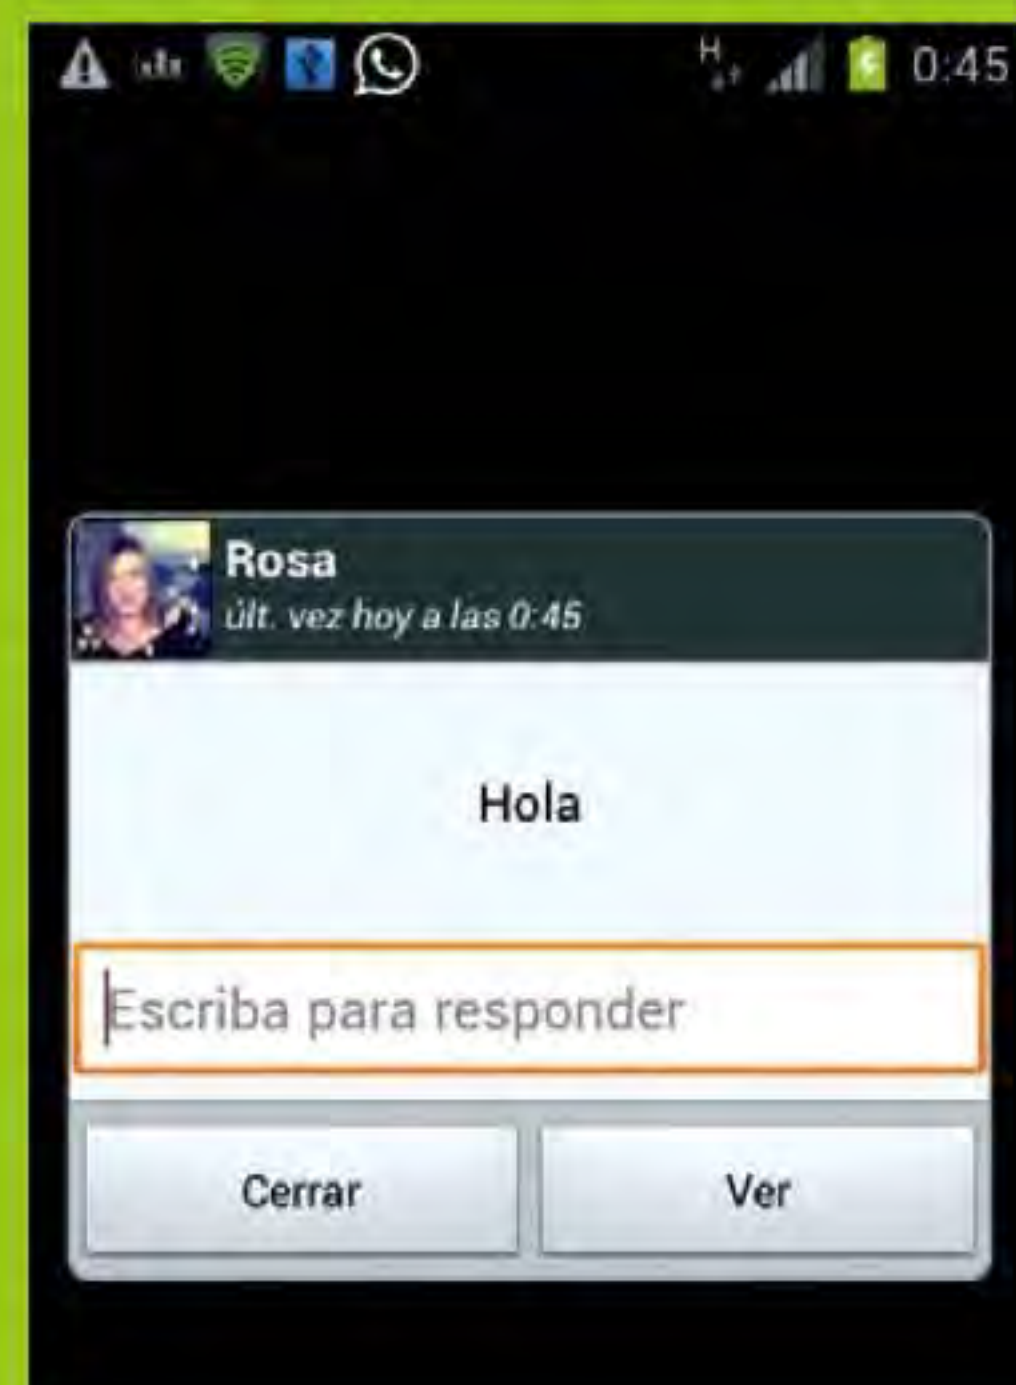 H
0:45
Rosa
últ. vez hoy a las 0:45
Hola
Escriba para responder
Cerrar
Ver